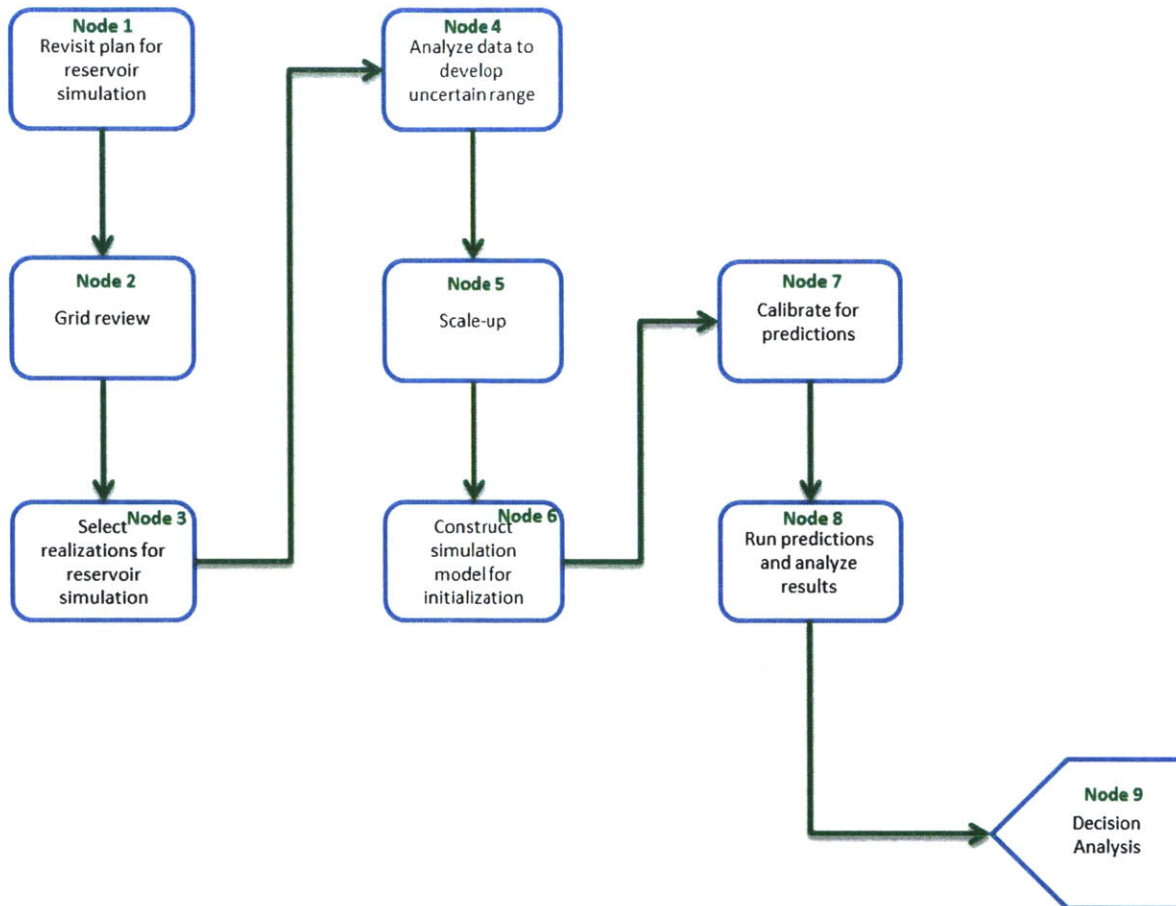 Node 1
Revisit plan for
reservoir
simulation
Node 2
Grid review
Node 3
Select
realizations for
reservoir
simulation
Node 4
Analyze data to
develop
uncertain range
Node 5
Scale-up
Node 6
Construct
simulation
model for
initialization
Node 7
Calibrate for
predictions
Node 8
Run predictions
and analyze
results
Node 9
Decision
Analysis